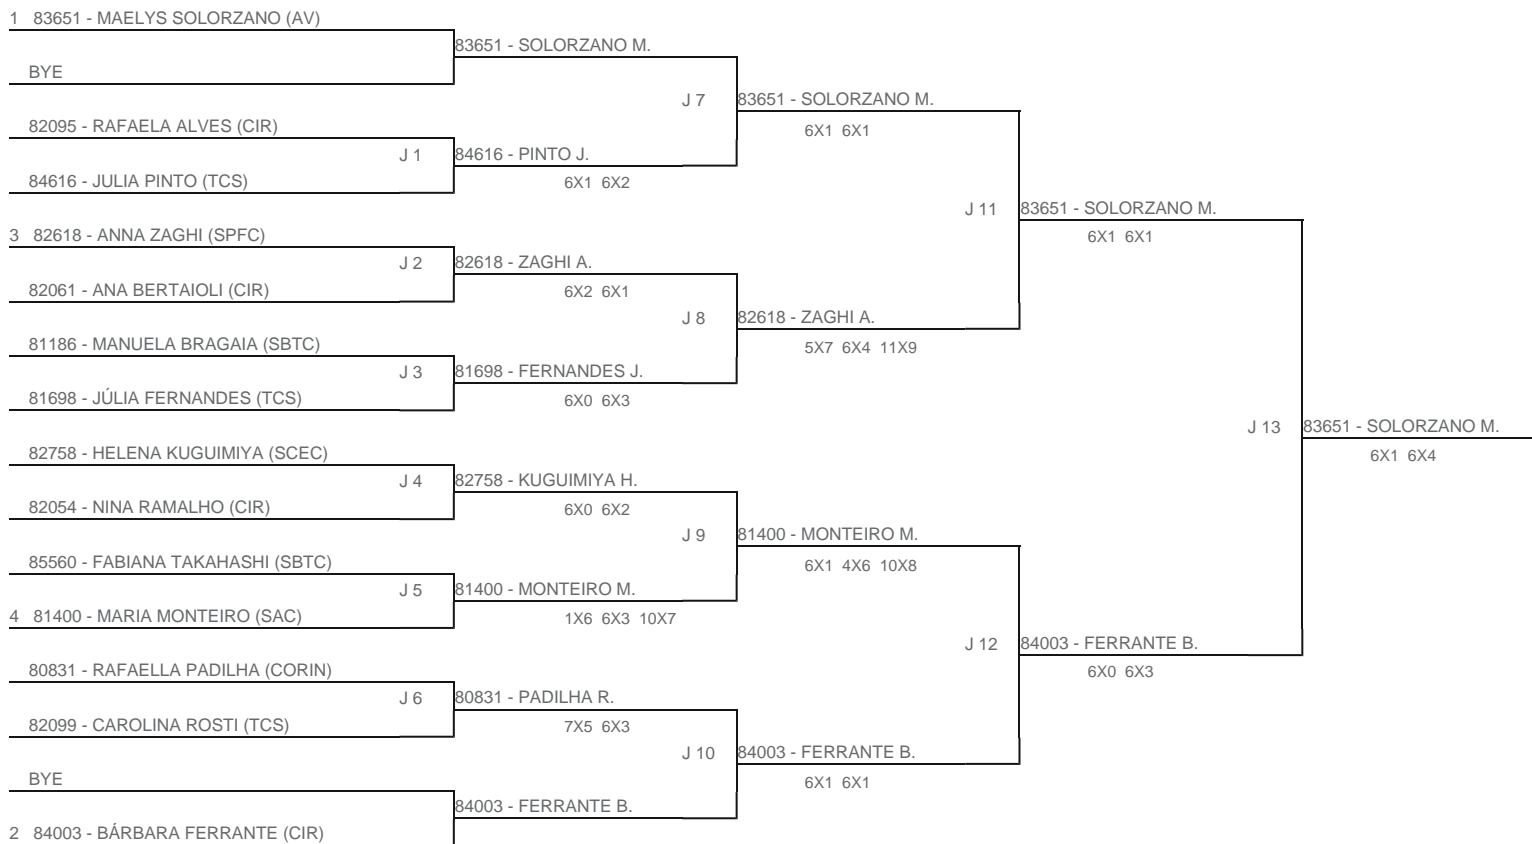 1 83651 - MAELYS SOLORZANO (AV)
83651 - SOLORZANO M.
BYE
J 7
83651 - SOLORZANO M.
6X1 6X1
82095 - RAFAELA ALVES (CIR)
J 1
84616 - PINTO J.
6X1 6X2
84616 - JULIA PINTO (TCS)
J 11
83651 - SOLORZANO M.
6X1 6X1
3 82618 - ANNA ZAGHI (SPFC)
J 2
82618 - ZAGHI A.
6X2 6X1
82061 - ANA BERTAIOLI (CIR)
J 8
82618 - ZAGHI A.
5X7 6X4 11X9
81186 - MANUELA BRAGAIA (SBTC)
J 3
81698 - FERNANDES J.
6X0 6X3
81698 - JÚLIA FERNANDES (TCS)
J 13
83651 - SOLORZANO M.
6X1 6X4
82758 - HELENA KUGUIMIYA (SCEC)
J 4
82758 - KUGUIMIYA H.
6X0 6X2
82054 - NINA RAMALHO (CIR)
J 9
81400 - MONTEIRO M.
6X1 4X6 10X8
85560 - FABIANA TAKAHASHI (SBTC)
J 5
81400 - MONTEIRO M.
1X6 6X3 10X7
4 81400 - MARIA MONTEIRO (SAC)
J 12
84003 - FERRANTE B.
6X0 6X3
80831 - RAFAELLA PADILHA (CORIN)
J 6
80831 - PADILHA R.
7X5 6X3
82099 - CAROLINA ROSTI (TCS)
J 10
84003 - FERRANTE B.
6X1 6X1
BYE
84003 - FERRANTE B.
2 84003 - BÁRBARA FERRANTE (CIR)